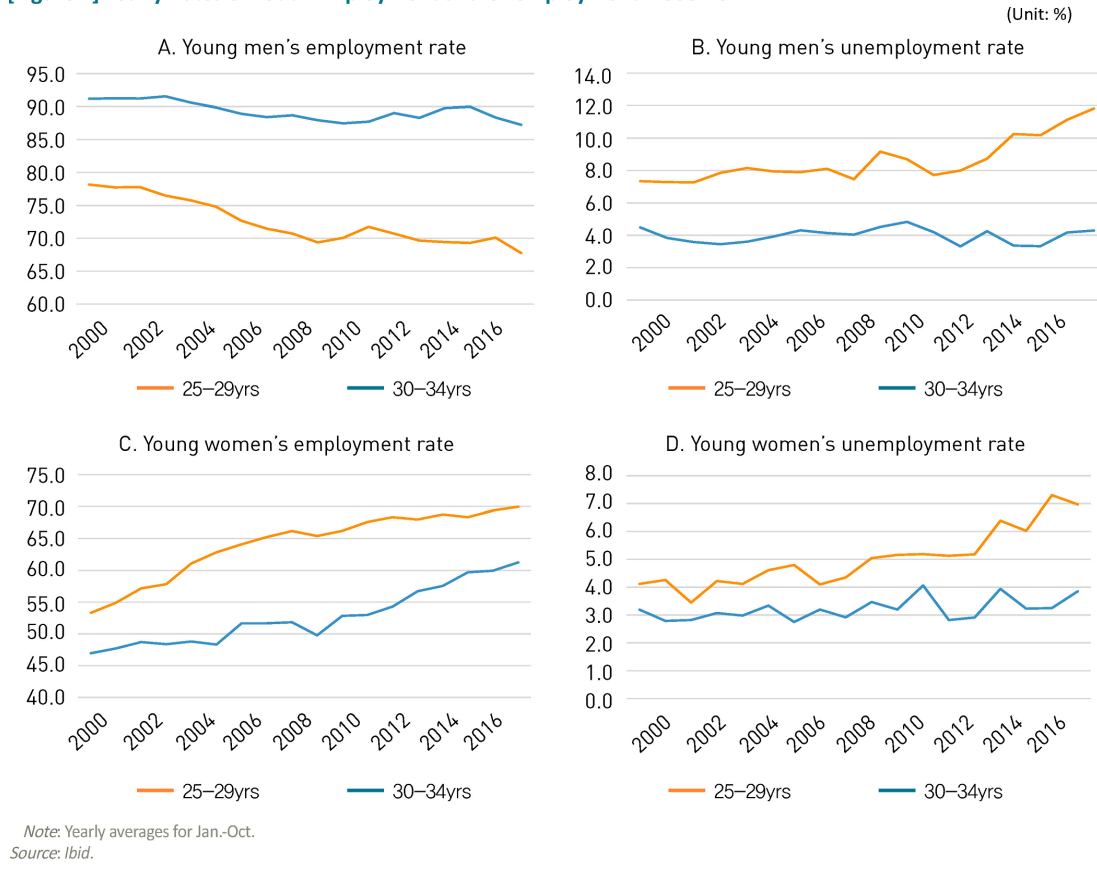 (Unit: %)
A. Young men's employment rate
95.0
90.0
85.0
80.0
75.0
70.0
65.0
60.0
2000 2002 2004 2006 2008 2010 2012 2014 2016
25–29yrs 30–34yrs
B. Young men's unemployment rate
14.0
12.0
10.0
8.0
6.0
4.0
2.0
0.0
2000 2002 2004 2006 2008 2010 2012 2014 2016
25–29yrs 30–34yrs
C. Young women's employment rate
75.0
70.0
65.0
60.0
55.0
50.0
45.0
40.0
2000 2002 2004 2006 2008 2010 2012 2014 2016
25–29yrs 30–34yrs
D. Young women's unemployment rate
8.0
7.0
6.0
5.0
4.0
3.0
2.0
1.0
0.0
2000 2002 2004 2006 2008 2010 2012 2014 2016
25–29yrs 30–34yrs
Note: Yearly averages for Jan.-Oct.
Source: Ibid.